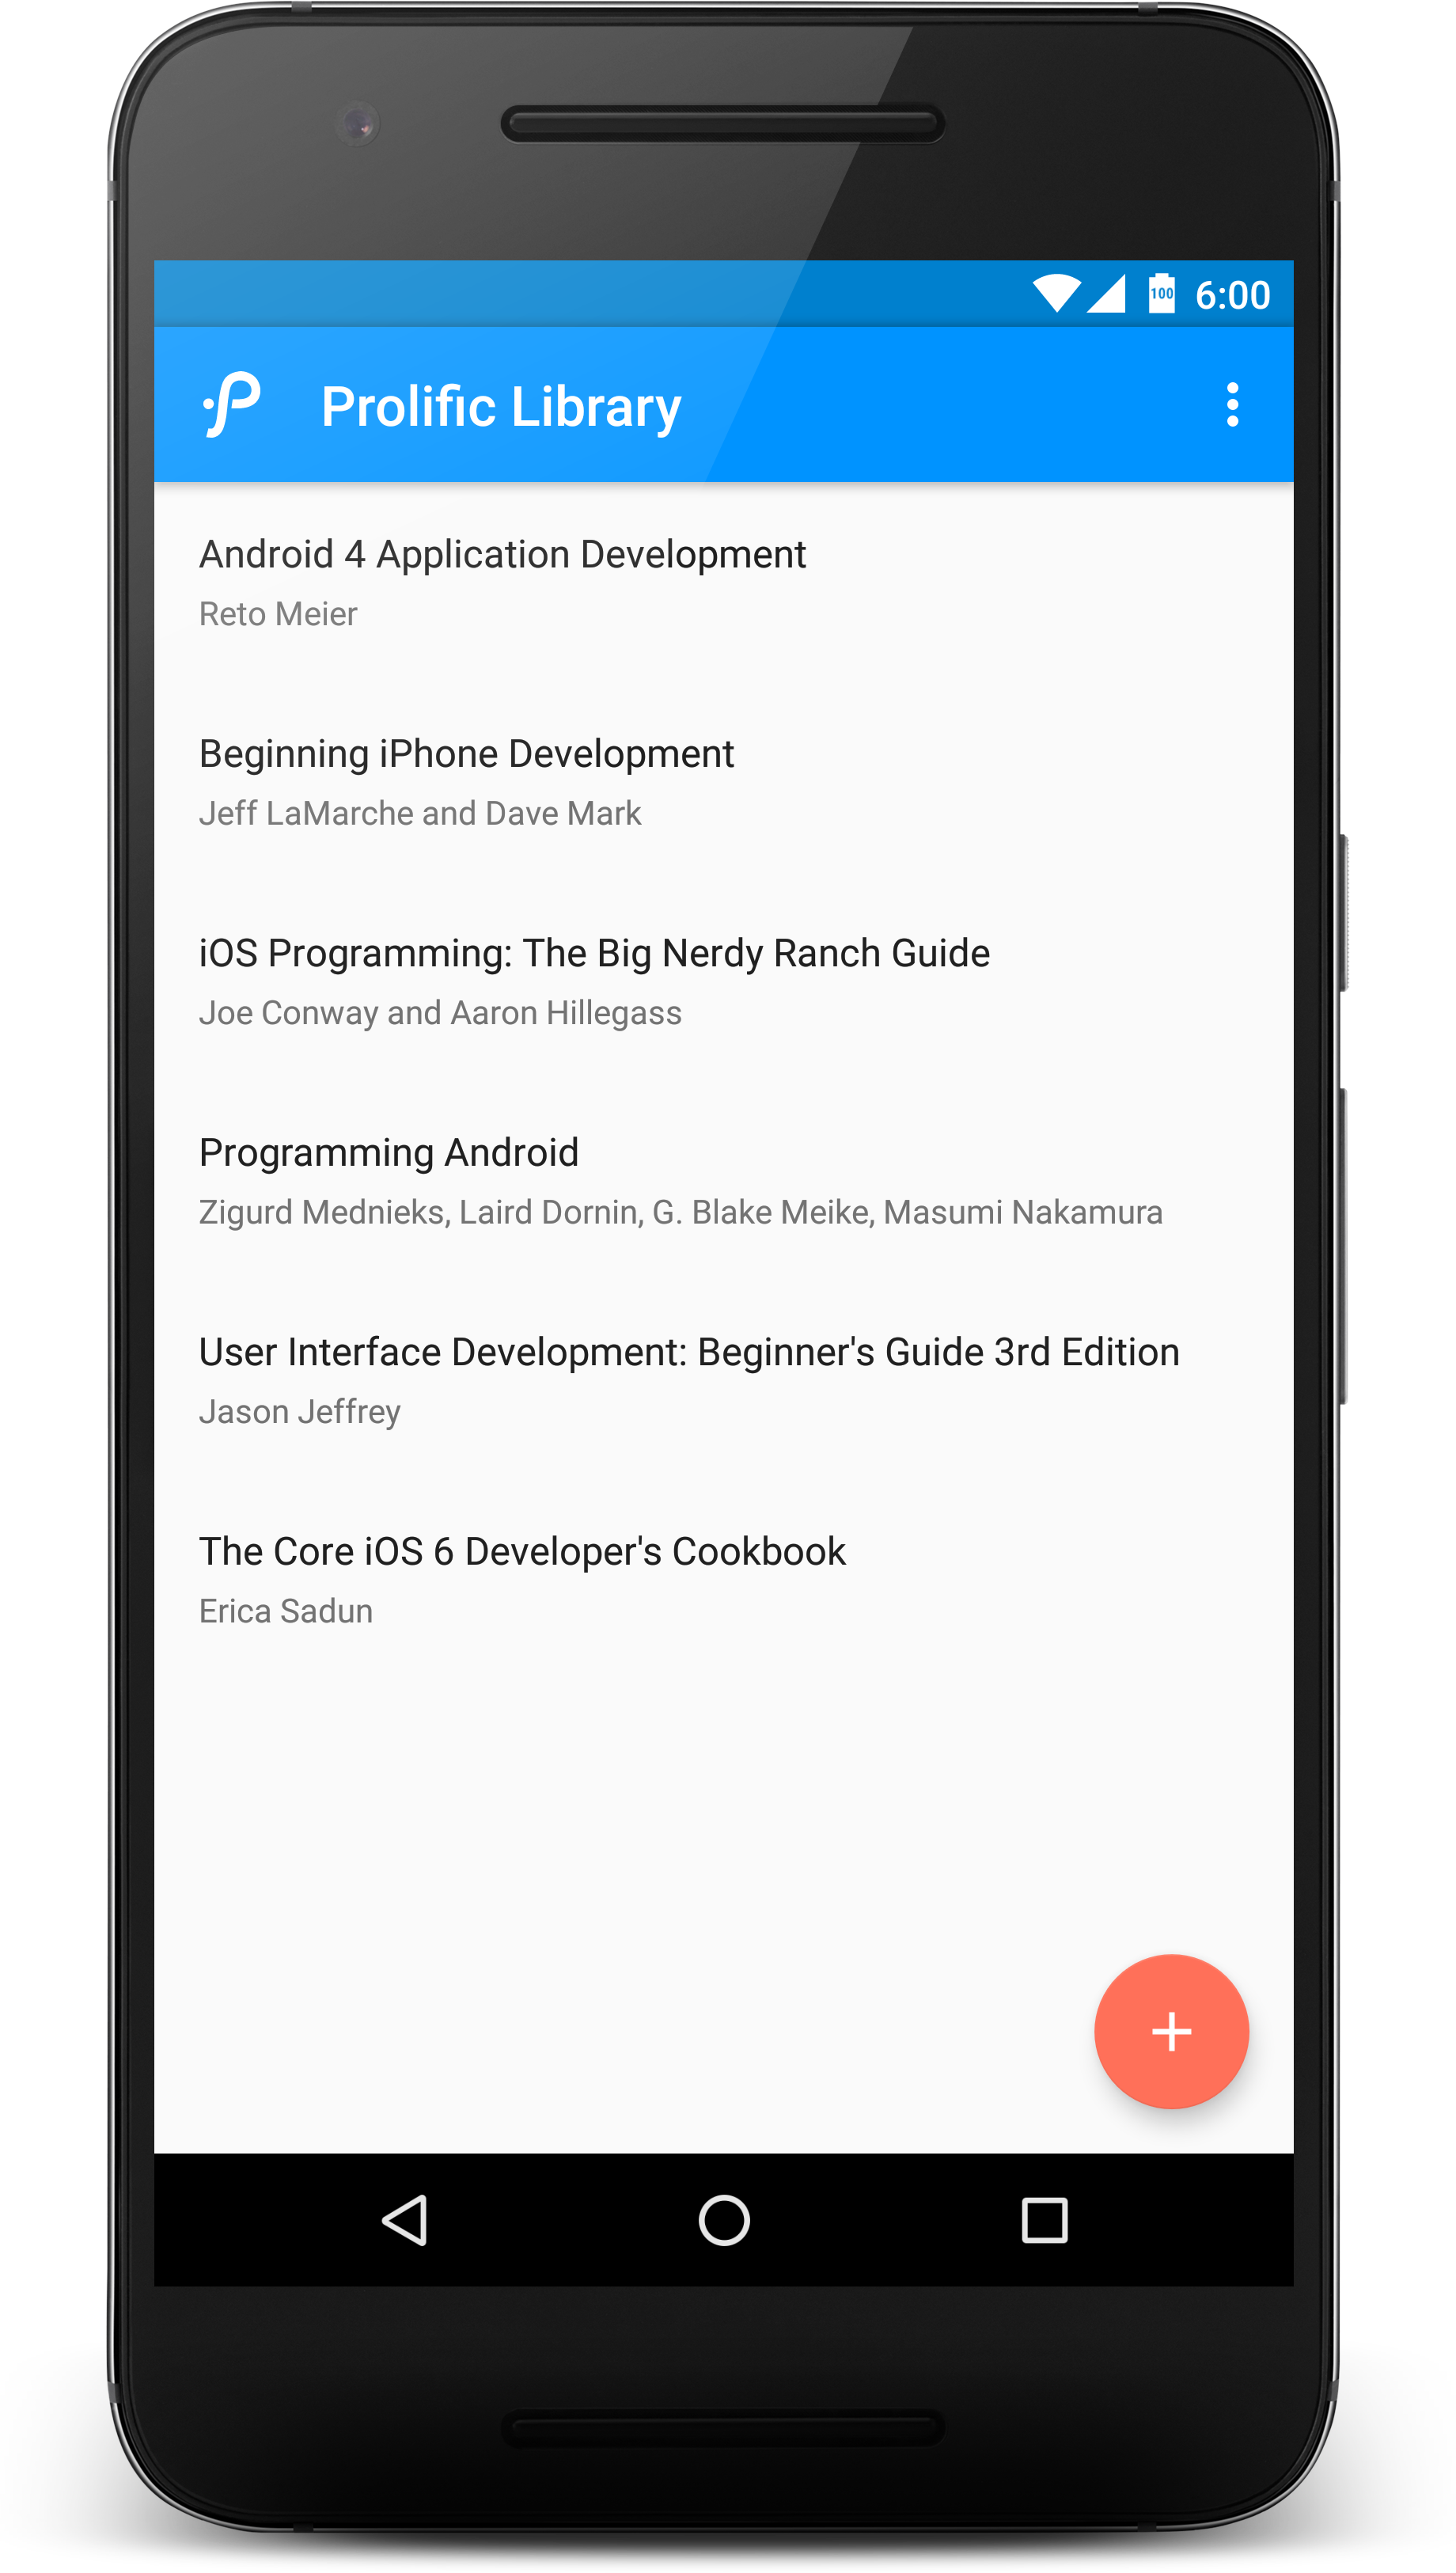 100 6:00
Prolific Library
Android 4 Application Development
Reto Meier
Beginning iPhone Development
Jeff LaMarche and Dave Mark
iOS Programming: The Big Nerdy Ranch Guide
Joe Conway and Aaron Hillegass
Programming Android
Zigurd Mednieks, Laird Dornin, G. Blake Meike, Masumi Nakamura
User Interface Development: Beginner's Guide 3rd Edition
Jason Jeffrey
The Core iOS 6 Developer's Cookbook
Erica Sadun